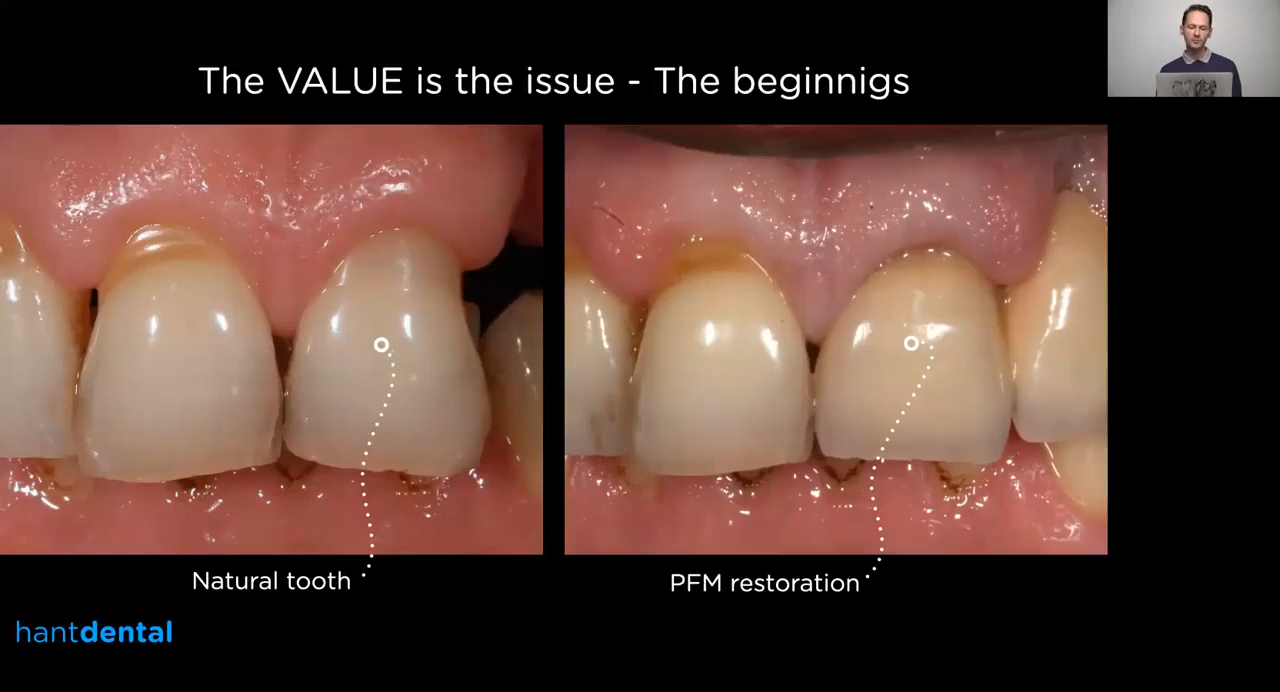 The VALUE is the issue - The beginnigs
Natural tooth
PFM restoration
hantdental